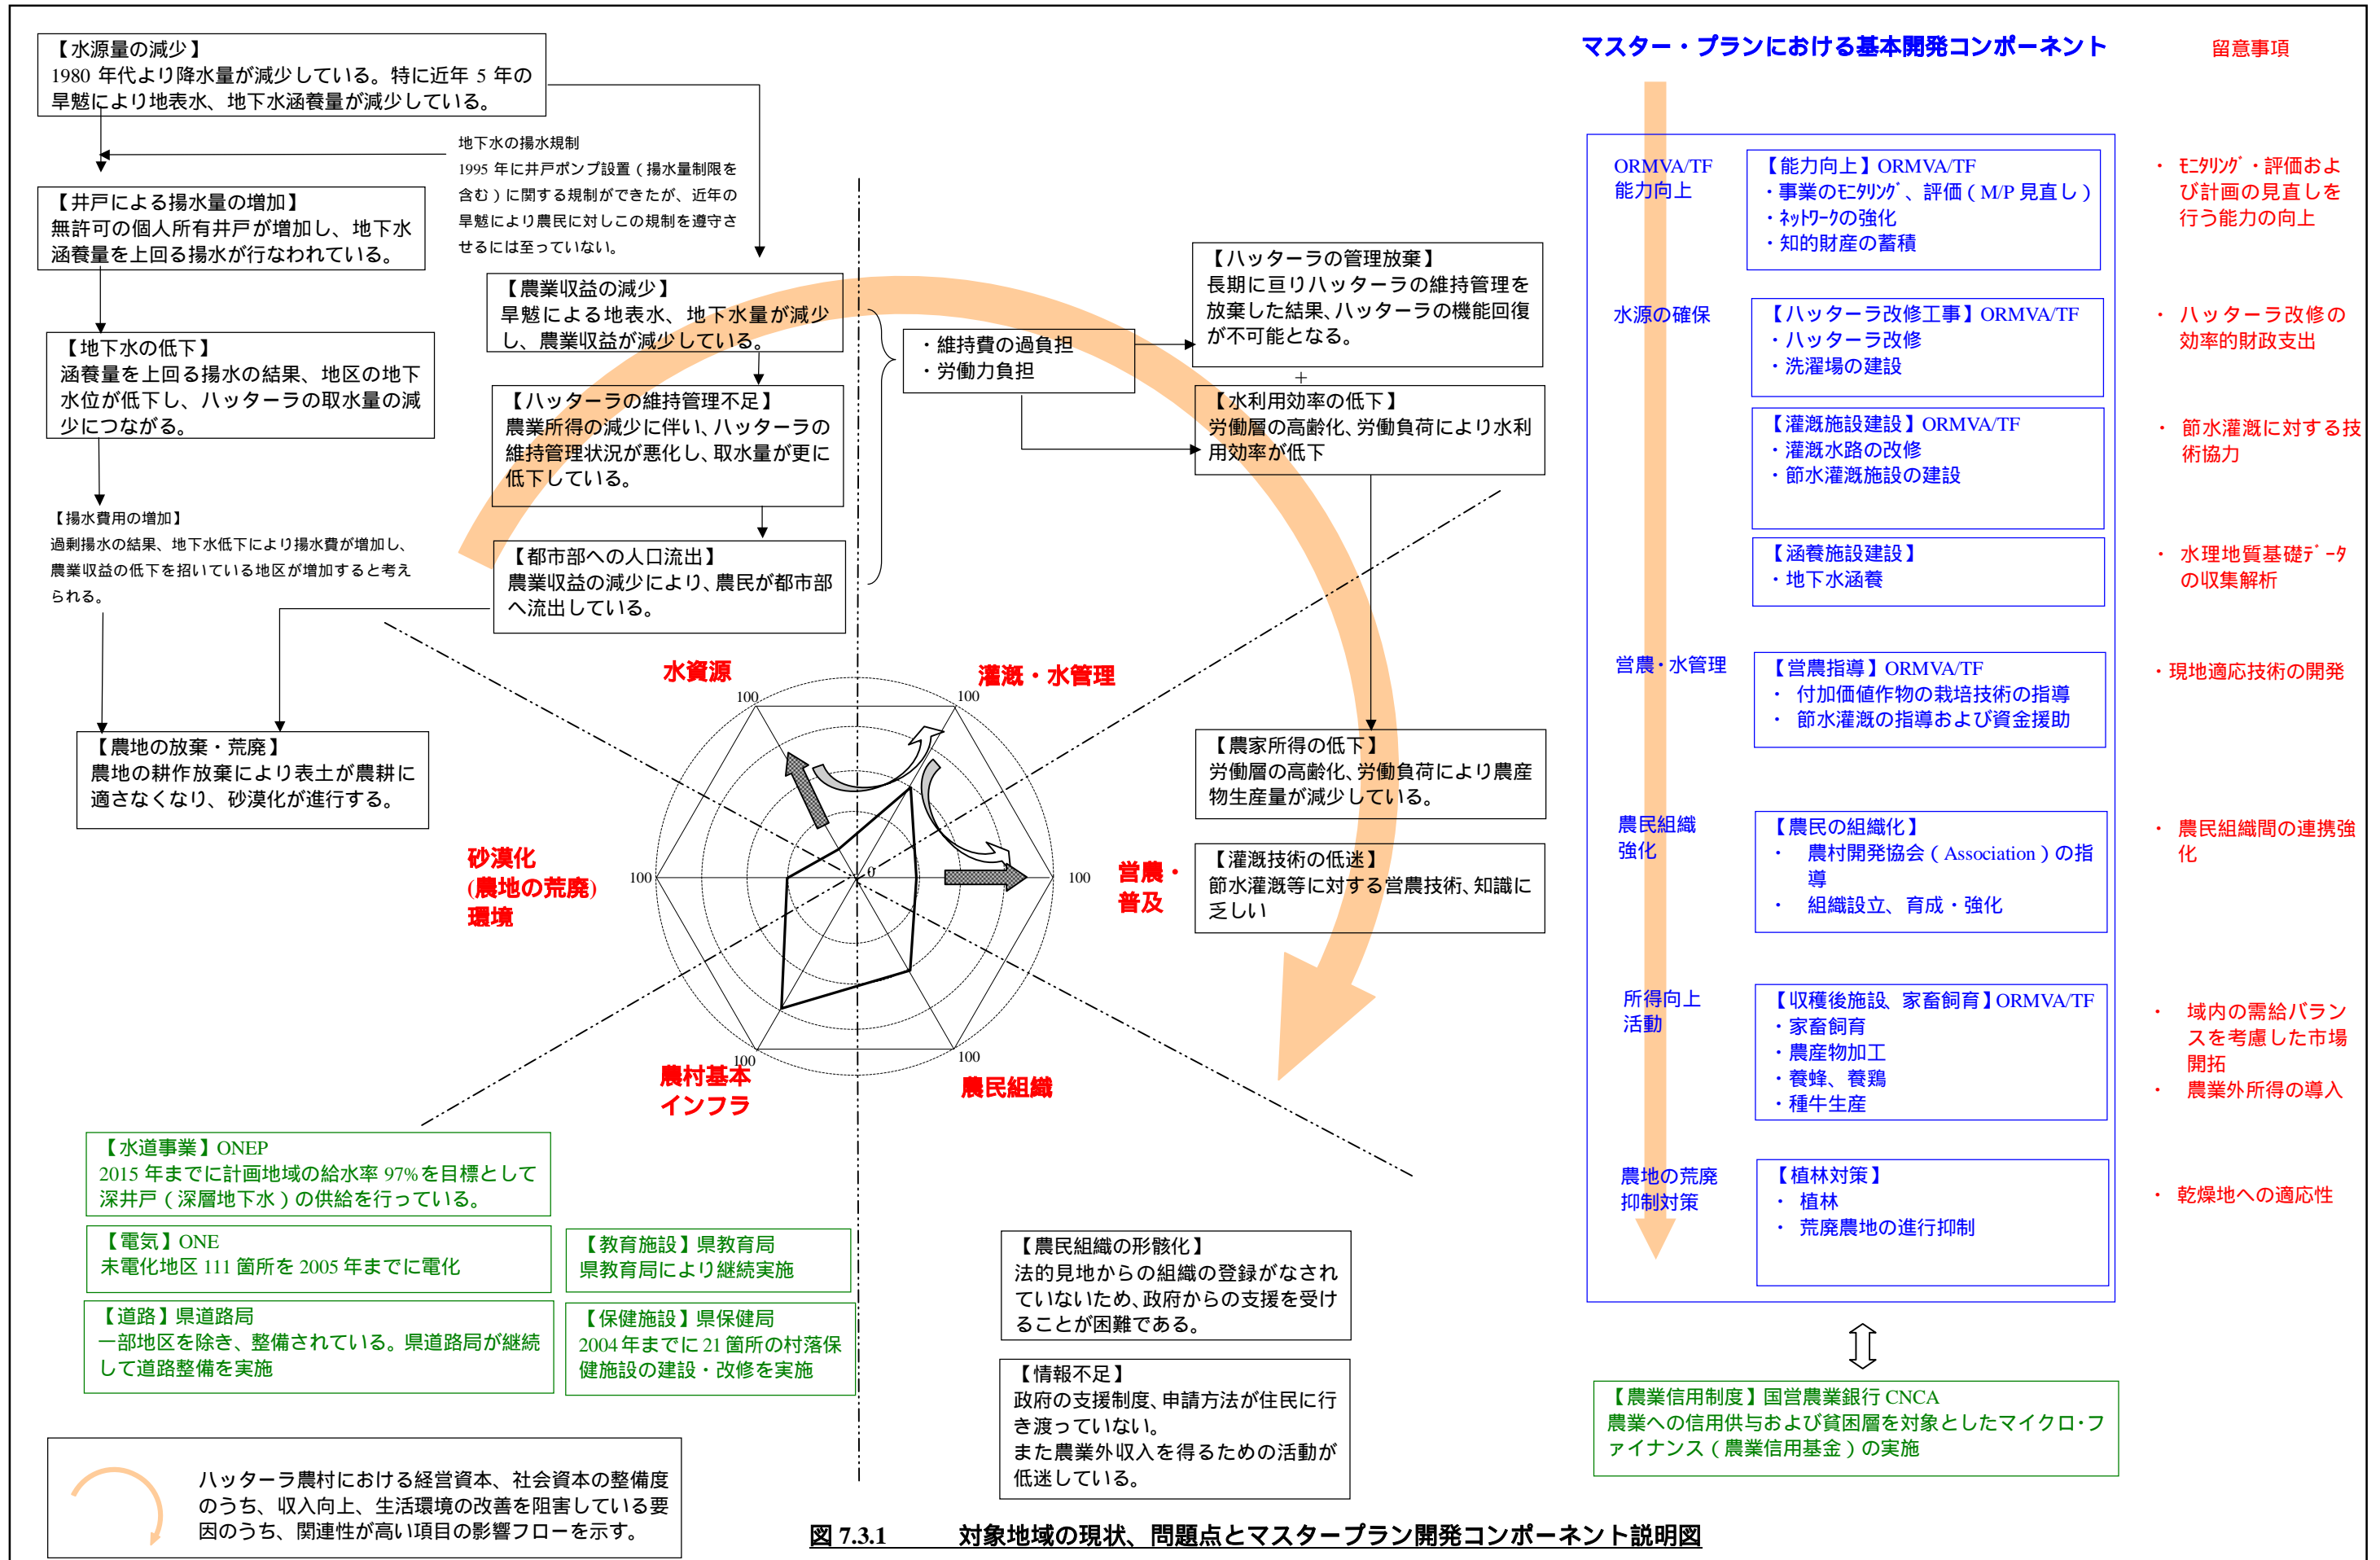 【水源量の減少】
1980 年代より降水量が減少している。特に近年 5 年の
旱魃により地表水、地下水涵養量が減少している。
地下水の揚水規制
1995 年に井戸ポンプ設置（揚水量制限を
含む）に関する規制ができたが、近年の
旱魃により農民に対しこの規制を遵守さ
せるには至っていない。
【井戸による揚水量の増加】
無許可の個人所有井戸が増加し、地下水
涵養量を上回る揚水が行なわれている。
【地下水の低下】
涵養量を上回る揚水の結果、地区の地下
水位が低下し、ハッターラの取水量の減
少につながる。
【揚水費用の増加】
過剰揚水の結果、地下水低下により揚水費が増加し、
農業収益の低下を招いている地区が増加すると考え
られる。
【農地の放棄・荒廃】
農地の耕作放棄により表土が農耕に
適さなくなり、砂漠化が進行する。
【農業収益の減少】
旱魃による地表水、地下水量が減少
し、農業収益が減少している。
【ハッターラの維持管理不足】
農業所得の減少に伴い、ハッターラの
維持管理状況が悪化し、取水量が更に
低下している。
【都市部への人口流出】
農業収益の減少により、農民が都市部
へ流出している。
・維持費の過負担
・労働力負担
【ハッターラの管理放棄】
長期に亘りハッターラの維持管理を
放棄した結果、ハッターラの機能回復
が不可能となる。
＋
【水利用効率の低下】
労働層の高齢化、労働負荷により水利
用効率が低下
【農家所得の低下】
労働層の高齢化、労働負荷により農産
物生産量が減少している。
【灌漑技術の低迷】
節水灌漑等に対する営農技術、知識に
乏しい
水資源
灌漑・水管理
100
100
砂漠化
(農地の荒廃)
環境
100
0
100
営農・
普及
100
100
農村基本
インフラ
農民組織
【水道事業】ONEP
2015 年までに計画地域の給水率 97%を目標として
深井戸（深層地下水）の供給を行っている。
【電気】ONE
未電化地区 111 箇所を 2005 年までに電化
【道路】県道路局
一部地区を除き、整備されている。県道路局が継続
して道路整備を実施
【教育施設】県教育局
県教育局により継続実施
【保健施設】県保健局
2004 年までに 21 箇所の村落保
健施設の建設・改修を実施
【農民組織の形骸化】
法的見地からの組織の登録がなされ
ていないため、政府からの支援を受け
ることが困難である。
【情報不足】
政府の支援制度、申請方法が住民に行
き渡っていない。
また農業外収入を得るための活動が
低迷している。
ハッターラ農村における経営資本、社会資本の整備度
のうち、収入向上、生活環境の改善を阻害している要
因のうち、関連性が高い項目の影響フローを示す。
マスター・プランにおける基本開発コンポーネント
留意事項
ORMVA/TF
能力向上
【能力向上】ORMVA/TF
・事業のﾓﾆﾀﾘﾝｸﾞ、評価（M/P 見直し）
・ﾈｯﾄﾜｰｸの強化
・知的財産の蓄積
・ ﾓﾆﾀﾘﾝｸﾞ・評価およ
び計画の見直しを
行う能力の向上
水源の確保
【ハッターラ改修工事】ORMVA/TF
・ハッターラ改修
・洗濯場の建設
・ ハッターラ改修の
効率的財政支出
【灌漑施設建設】ORMVA/TF
・灌漑水路の改修
・節水灌漑施設の建設
・ 節水灌漑に対する技
術協力
【涵養施設建設】
・地下水涵養
・ 水理地質基礎ﾃﾞｰﾀ
の収集解析
営農・水管理
【営農指導】ORMVA/TF
・ 付加価値作物の栽培技術の指導
・ 節水灌漑の指導および資金援助
・現地適応技術の開発
農民組織
強化
【農民の組織化】
・ 農村開発協会（Association）の指
導
・ 組織設立、育成・強化
・ 農民組織間の連携強
化
所得向上
活動
【収穫後施設、家畜飼育】ORMVA/TF
・家畜飼育
・農産物加工
・養蜂、養鶏
・種牛生産
・ 域内の需給バラン
スを考慮した市場
開拓
・ 農業外所得の導入
農地の荒廃
抑制対策
【植林対策】
・ 植林
・ 荒廃農地の進行抑制
・ 乾燥地への適応性
【農業信用制度】国営農業銀行 CNCA
農業への信用供与および貧困層を対象としたマイクロ・フ
ァイナンス（農業信用基金）の実施
図 7.3.1 対象地域の現状、問題点とマスタープラン開発コンポーネント説明図